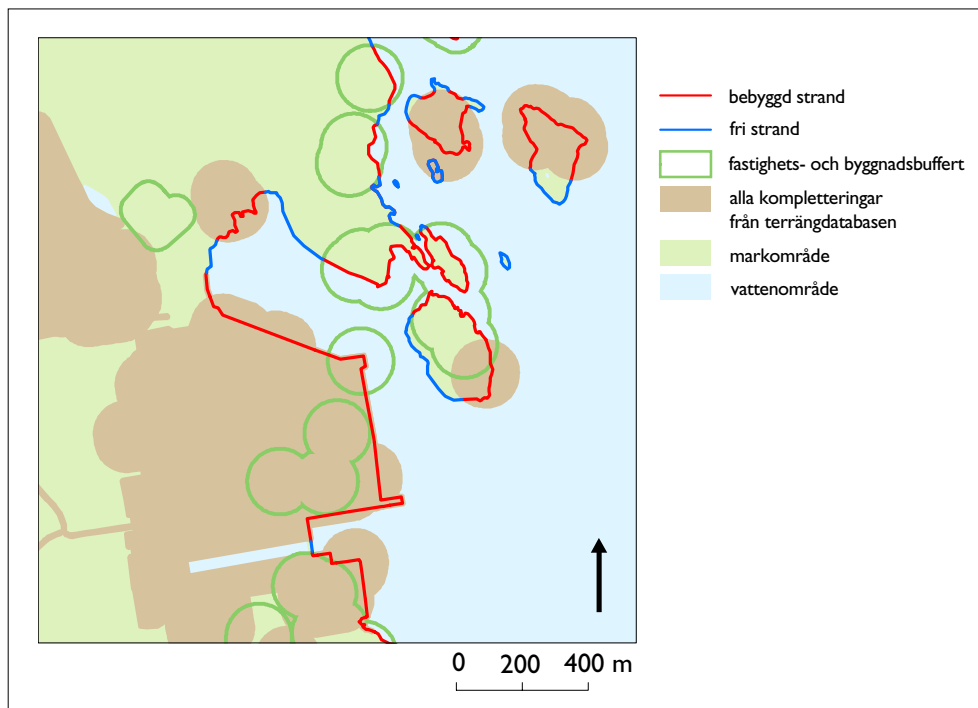 bebyggd strand
fri strand
fastighets- och byggnadsbuffert
alla kompletteringar
från terrängdatabasen
markområde
vattenområde
0 200 400 m